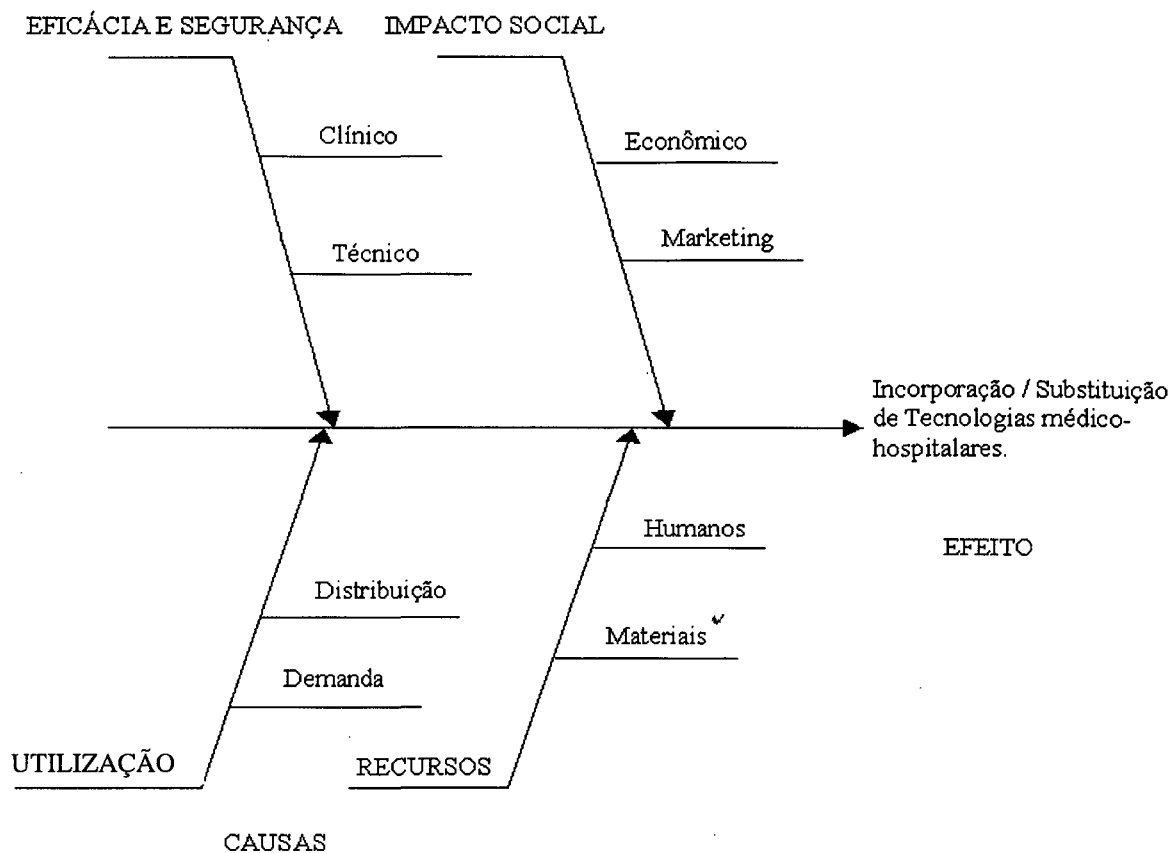 EFICÁCIA E SEGURANÇA
IMPACTO SOCIAL
Clínico
Econômico
Técnico
Marketing
Incorporação / Substituição
de Tecnologias médico-
hospitalares.
Humanos
EFEITO
Distribuição
Materiais
Demanda
UTILIZAÇÃO
RECURSOS
CAUSAS